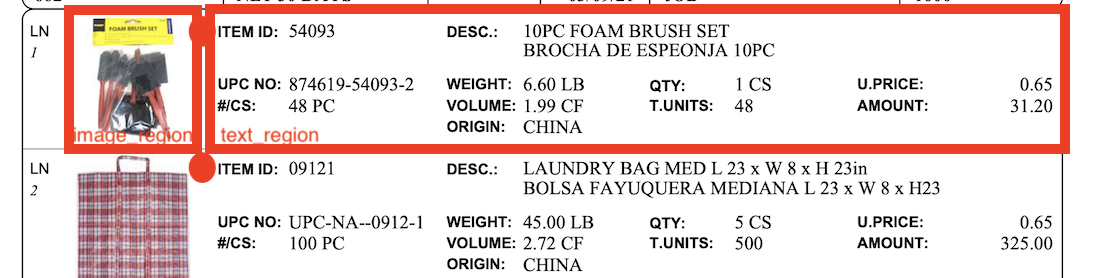 LN
1
FOAM BRUSH SET
image_region
ITEM ID: 54093 DESC.: 10PC FOAM BRUSH SET
BROCHA DE ESPEONJA 10PC
UPC NO: 874619-54093-2 WEIGHT: 6.60 LB QTY: 1 CS U.PRICE: 0.65
#/CS: 48 PC VOLUME: 1.99 CF T.UNITS: 48 AMOUNT: 31.20
ORIGIN: CHINA
text_region
LN
2
ITEM ID: 09121 DESC.: LAUNDRY BAG MED L 23 x W 8 x H 23in
BOLSA FAYUQUERA MEDIANA L 23 x W 8 x H23
UPC NO: UPC-NA--0912-1 WEIGHT: 45.00 LB QTY: 5 CS U.PRICE: 0.65
#/CS: 100 PC VOLUME: 2.72 CF T.UNITS: 500 AMOUNT: 325.00
ORIGIN: CHINA